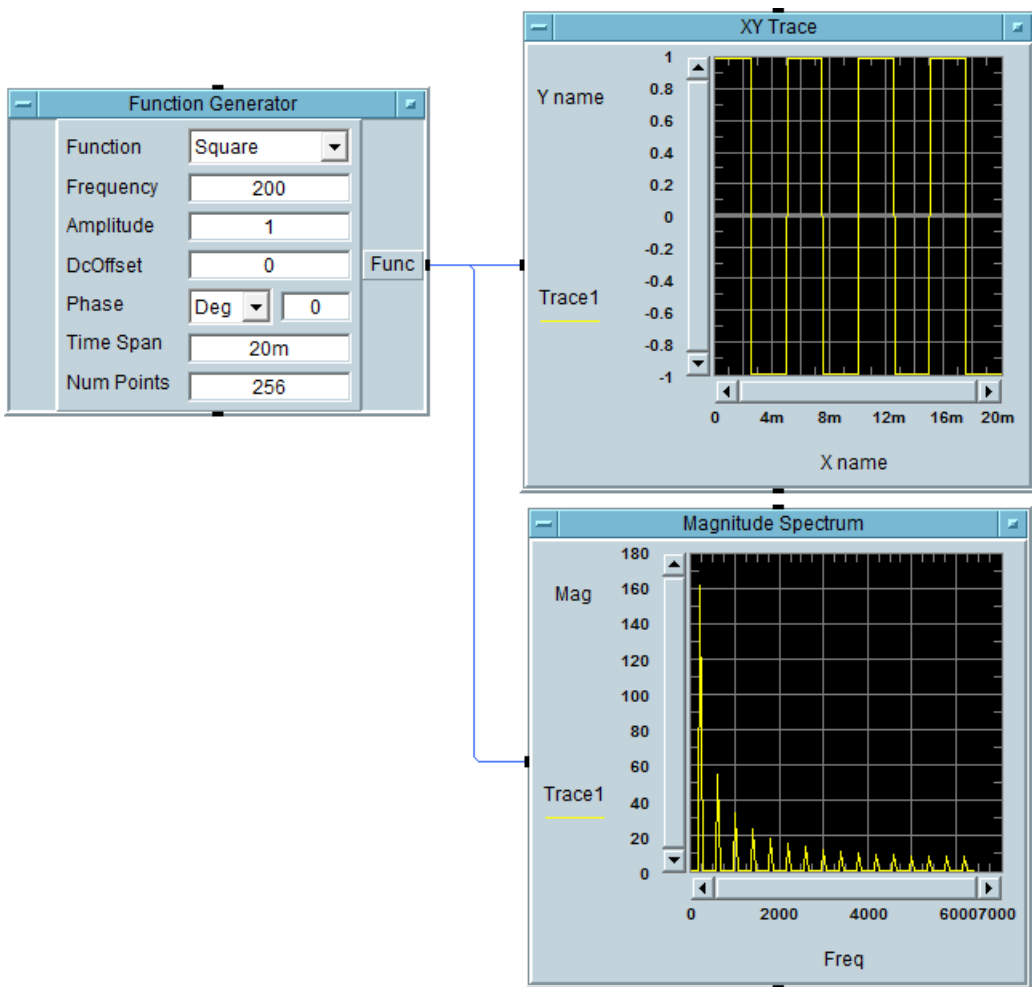 Function Generator
Function Square
Frequency 200
Amplitude 1
DcOffset 0
Phase Deg 0
Time Span 20m
Num Points 256
Func
XY Trace
Y name
Trace1
1
0.8
0.6
0.4
0.2
0
-0.2
-0.4
-0.6
-0.8
-1
0 4m 8m 12m 16m 20m
X name
Magnitude Spectrum
Mag
Trace1
180
160
140
120
100
80
60
40
20
0
0 2000 4000 60007000
Freq